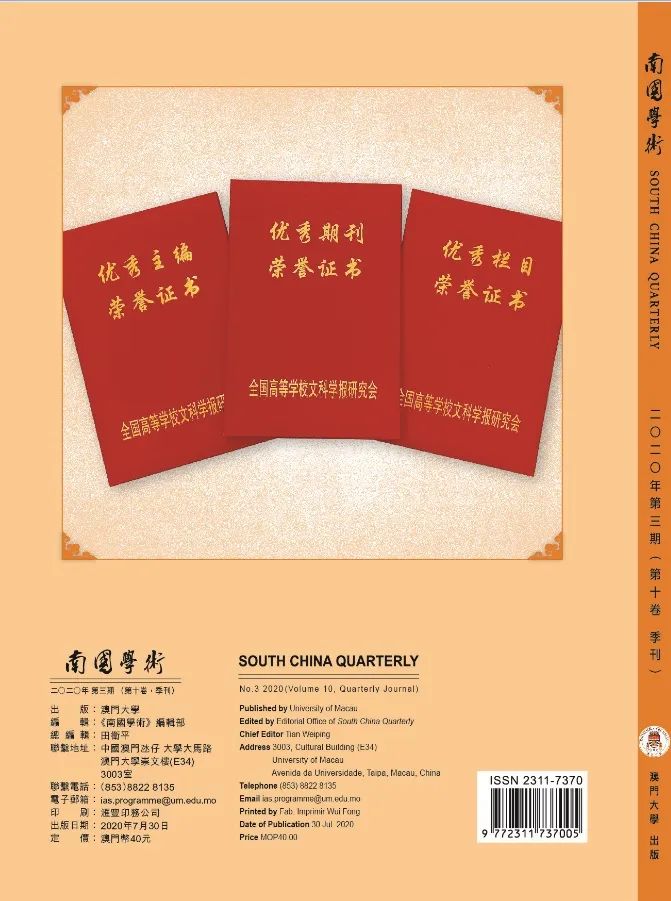 优秀主编
荣誉证书
全国高等学校文科学报研
优秀期刊
荣誉证书
全国高等学校文科学报研究会
优秀栏目
荣誉证书
全国高等学校文科学报研究会
南國學術
二〇二〇年 第三期 （第十卷·季刊）
出 版：澳門大學
編 輯：《南國學術》編輯部
總 編 輯：田衛平
聯繫地址：中國澳門氹仔 大學大馬路
澳門大學崇文樓(E34)
3003室
聯繫電話：(853) 8822 8135
電子郵箱：ias.programme@um.edu.mo
印 刷：滙豐印務公司
出版日期：2020年7月30日
定 價：澳門幣40元
SOUTH CHINA QUARTERLY
No.3 2020(Volume 10, Quarterly Journal)
Published by University of Macau
Edited by Editorial Office of South China Quarterly
Chief Editor Tian Weiping
Address 3003, Cultural Building (E34)
University of Macau
Avenida da Universidade, Taipa, Macau, China
Telephone (853) 8822 8135
Email ias.programme@um.edu.mo
Printed by Fab. Imprimir Wui Fong
Date of Publication 30 Jul. 2020
Price MOP40.00
ISSN 2311-7370
9 772311 737005
南國學術 SOUTH CHINA QUARTERLY 二〇二〇年第三期（第十卷 季刊） 澳門大學 出版